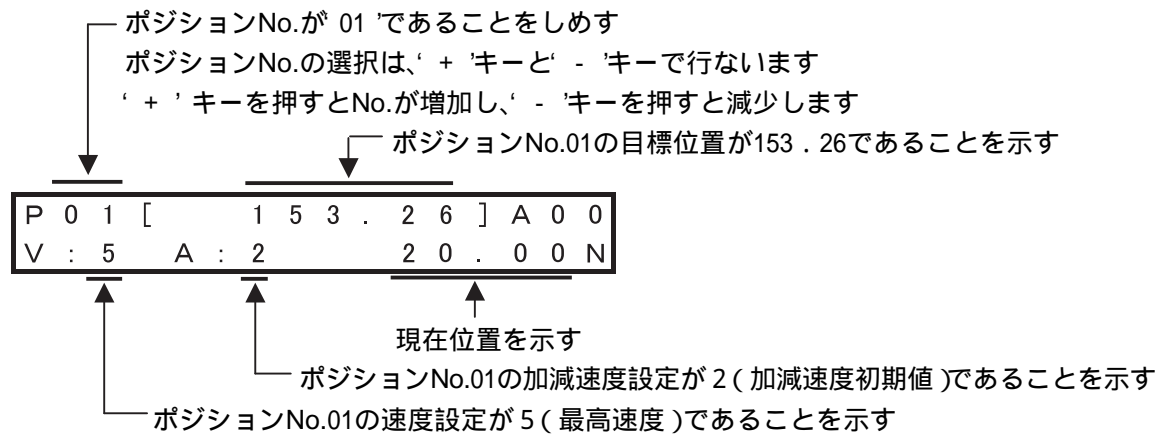 ポジションNo.が 01 'であることをしめす
ポジションNo.の選択は、‘ + 'キーと‘ - 'キーで行ないます
‘ + ' キーを押すとNo.が増加し、‘ - 'キーを押すと減少します
ポジションNo.01の目標位置が153．26であることを示す
P 0 1 [ 1 5 3 . 2 6 ] A 0 0
V : 5 A : 2 2 0 . 0 0 N
現在位置を示す
ポジションNo.01の加減速度設定が 2 ( 加減速度初期値 )であることを示す
ポジションNo.01の速度設定が 5 ( 最高速度 )であることを示す